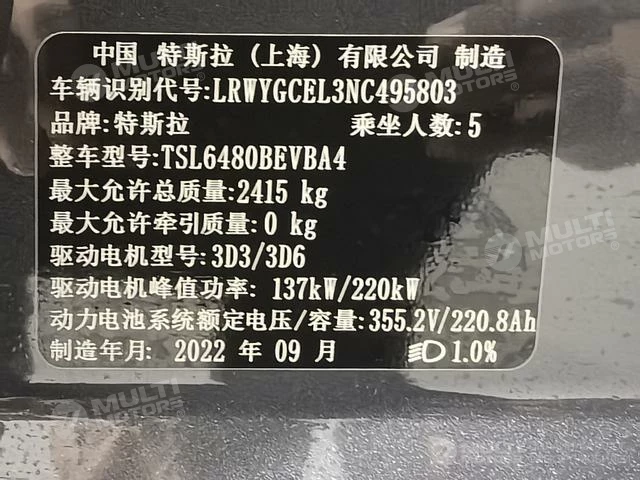 中国 特斯拉（上海）有限公司 制造
车辆识别代号:LRWYGCEL3NC495803
品牌:特斯拉 乘坐人数:5
整车型号:TSL6480BEVBA4
最大允许总质量:2415 kg
最大允许牵引质量:0 kg
驱动电机型号:3D3/3D6
驱动电机峰值功率: 137kW/220kW
动力电池系统额定电压/容量:355.2V/220.8Ah
制造年月: 2022 年 09 月 1.0%
MULTI MOTORS®
MULTI MOTORS®
MULTI MOTORS®
MULTI MOTORS®